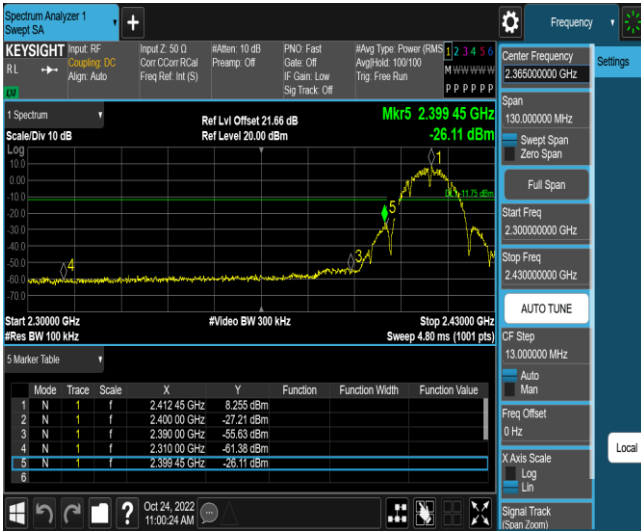 Spectrum Analyzer 1
Swept SA
+
Frequency
KEYSIGHT
RL
Input: RF
Coupling: DC
Align: Auto
Input Z: 50 Ω
Corr CCorr RCal
Freq Ref: Int (S)
#Atten: 10 dB
Preamp: Off
PNO: Fast
Gate: Off
IF Gain: Low
Sig Track: Off
#Avg Type: Power (RMS
Avg|Hold: 100/100
Trig: Free Run
1 2 3 4 5 6
M W W W W W
P P P P P P
1 Spectrum
Scale/Div 10 dB
Ref Lvl Offset 21.66 dB
Ref Level 20.00 dBm
Mkr5 2.399 45 GHz
-26.11 dBm
Log
10.0
0.00
-10.0
-20.0
-30.0
-40.0
-50.0
-60.0
-70.0
1
DL1 -11.75 dBm
5
3
4
Start 2.30000 GHz
#Video BW 300 kHz
Stop 2.43000 GHz
#Res BW 100 kHz
Sweep 4.80 ms (1001 pts)
5 Marker Table
Mode Trace Scale X Y Function Function Width Function Value
1 N 1 f 2.412 45 GHz 8.255 dBm
2 N 1 f 2.400 00 GHz -27.21 dBm
3 N 1 f 2.390 00 GHz -55.63 dBm
4 N 1 f 2.310 00 GHz -61.38 dBm
5 N 1 f 2.399 45 GHz -26.11 dBm
6
Oct 24, 2022
11:00:24 AM
?
Center Frequency
2.365000000 GHz
Settings
Span
130.000000 MHz
Swept Span
Zero Span
Full Span
Start Freq
2.300000000 GHz
Stop Freq
2.430000000 GHz
AUTO TUNE
CF Step
13.000000 MHz
Auto
Man
Freq Offset
0 Hz
Local
X Axis Scale
Log
Lin
Signal Track
(Span Zoom)